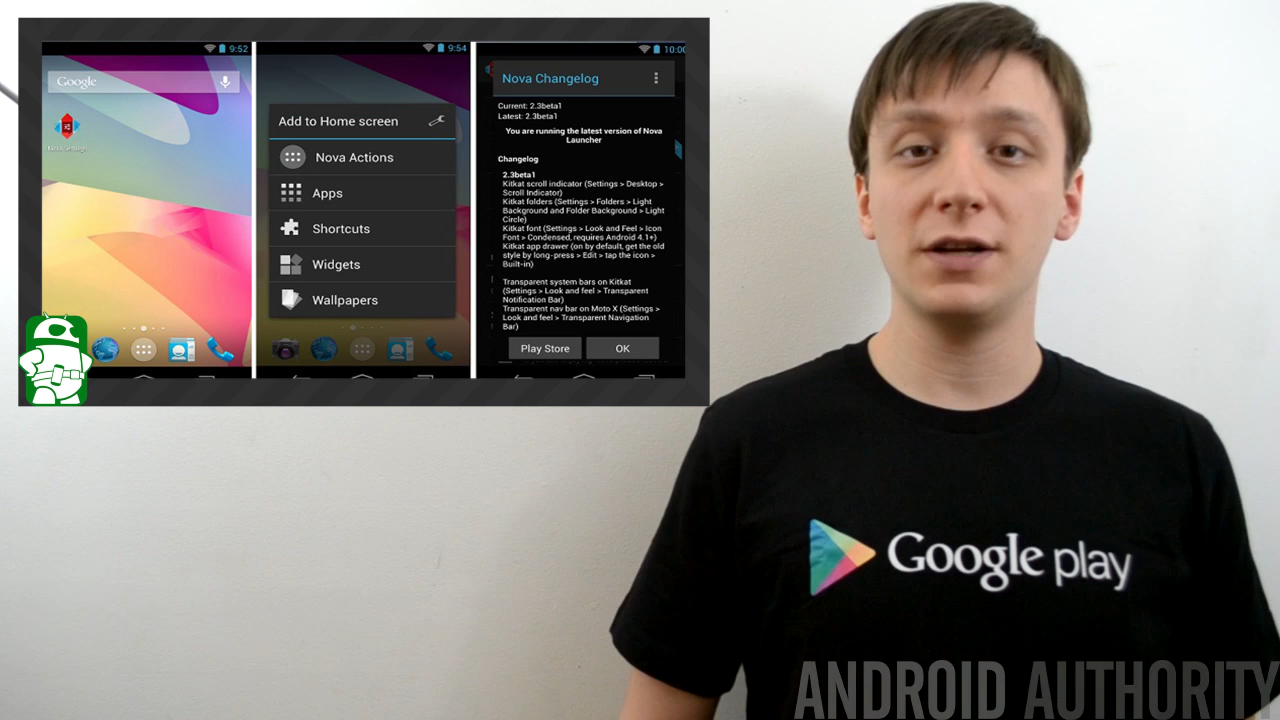 9:52
Google
Nova Settings
9:54
Add to Home screen
Nova Actions
Apps
Shortcuts
Widgets
Wallpapers
10:00
Nova Changelog
Current: 2.3beta1
Latest: 2.3beta1
You are running the latest version of Nova
Launcher
Changelog
2.3beta1
Kitkat scroll indicator (Settings > Desktop >
Scroll Indicator)
Kitkat folders (Settings > Folders > Light
Background and Folder Background > Light
Circle)
Kitkat font (Settings > Look and Feel > Icon
Font > Condensed, requires Android 4.1+)
Kitkat app drawer (on by default, get the old
style by long-press > Edit > tap the icon >
Built-in)
Transparent system bars on Kitkat
(Settings > Look and feel > Transparent
Notification Bar)
Transparent nav bar on Moto X (Settings >
Look and feel > Transparent Navigation
Bar)
Play Store
OK
Google play
ANDROID AUTHORITY